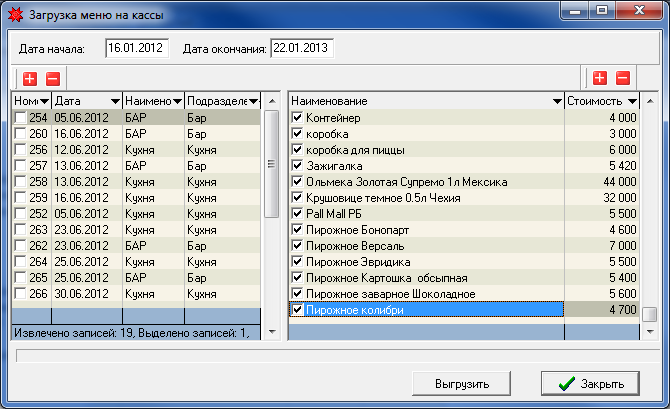 Загрузка меню на кассы
Дата начала: 16.01.2012 Дата окончания: 22.01.2013
Номе Дата Наимено Подразделе
254 05.06.2012 БАР Бар
260 16.06.2012 БАР Бар
256 12.06.2012 Кухня Кухня
257 13.06.2012 БАР Бар
258 13.06.2012 Кухня Кухня
259 16.06.2012 Кухня Кухня
252 05.06.2012 Кухня Кухня
263 23.06.2012 БАР Бар
262 23.06.2012 Кухня Кухня
264 25.06.2012 Кухня Кухня
265 25.06.2012 БАР Бар
266 30.06.2012 Кухня Кухня
Извлечено записей: 19, Выделено записей: 1,
Наименование Стоимость
Контейнер 4 000
коробка 3 000
коробка для пиццы 6 000
Зажигалка 5 420
Ольмека Золотая Супремо 1л Мексика 44 000
Крушовице темное 0.5л Чехия 32 000
Pall Mall РБ 5 500
Пирожное Бонопарт 4 600
Пирожное Версаль 7 000
Пирожное Эвридика 5 500
Пирожное Картошка обсыпная 5 400
Пирожное заварное Шоколадное 5 600
Пирожное колибри 4 700
Выгрузить Закрыть